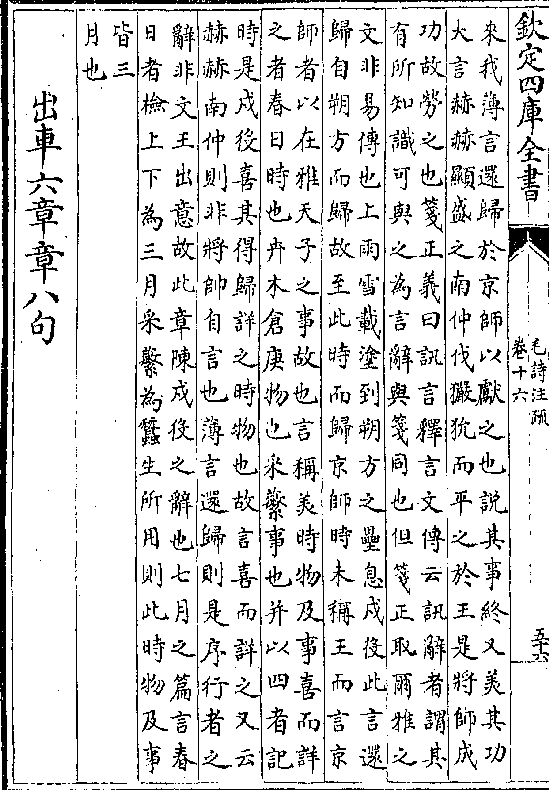 欽定四庫全書
毛詩注疏
卷十六
五十六
來我薄言還歸於京師以獻之也説其事終又美其功
大言赫赫顯盛之南仲伐玁狁而平之於王是將師成
功故勞之也箋正義曰訊言釋言文傳云訊辭者謂其
有所知識可與之為言辭與箋同也但箋正取爾雅之
文非易傳也上雨雪載塗到朔方之壘息戍役此言還
歸自朔方而歸故至此時而歸京師時未稱王而言京
師者以在雅天子之事故也言稱美時物及事喜而詳
之者春日時也卉木倉庚物也采蘩事也并以四者記
時是戍役喜其得歸詳之時物也故言喜而詳之又云
赫赫南仲則非將帥自言也薄言還歸則是序行者之
辭非文王出意故此章陳戍役之辭也七月之篇言春
日者檢上下為三月采蘩為蠶生所用則此時物及事
皆三
月也
出車六章章八句